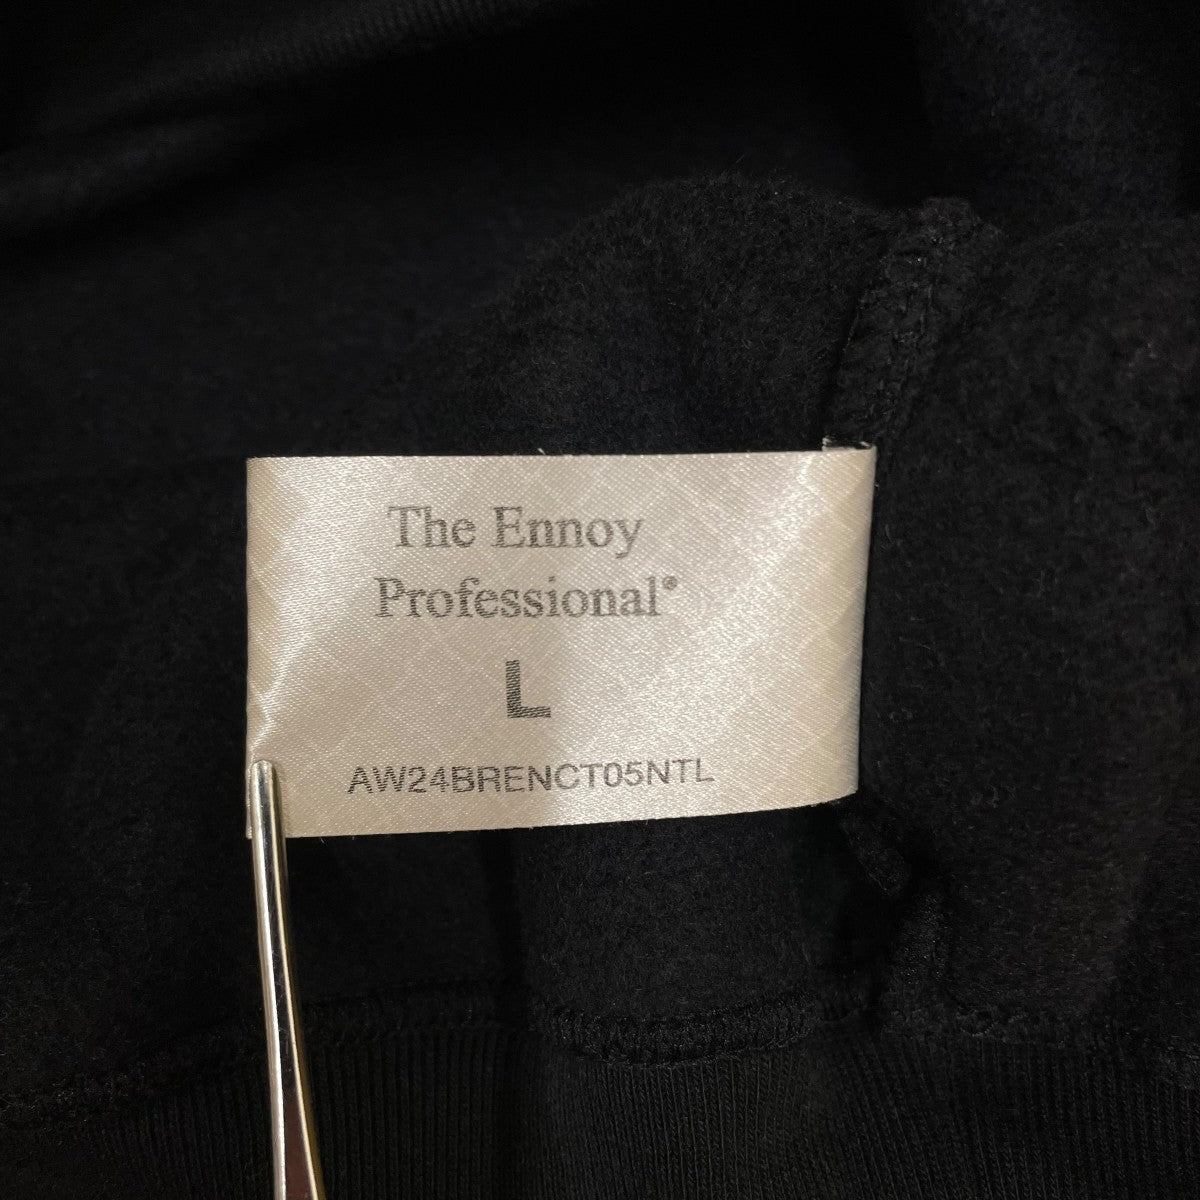 The Ennoy
Professional®
L
AW24BRENCT05NTL